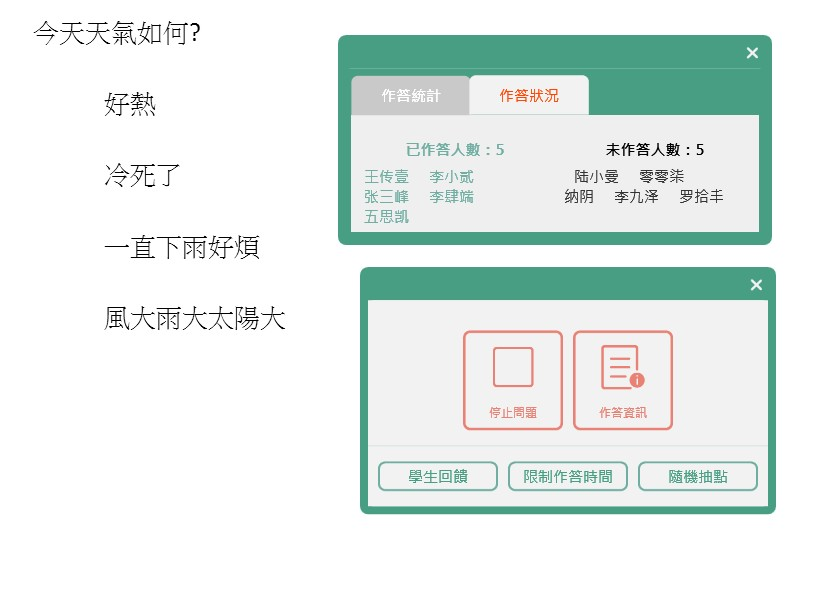 今天天氣如何?
好熱
冷死了
一直下雨好煩
風大雨大太陽大
作答統計 作答狀況
已作答人數：5 未作答人數：5
王传壹 李小贰 陆小曼 零零柒
张三峰 李肆端 纳阴 李九泽 罗拾丰
五思凯
停止問題 作答資訊
學生回饋 限制作答時間 隨機抽點